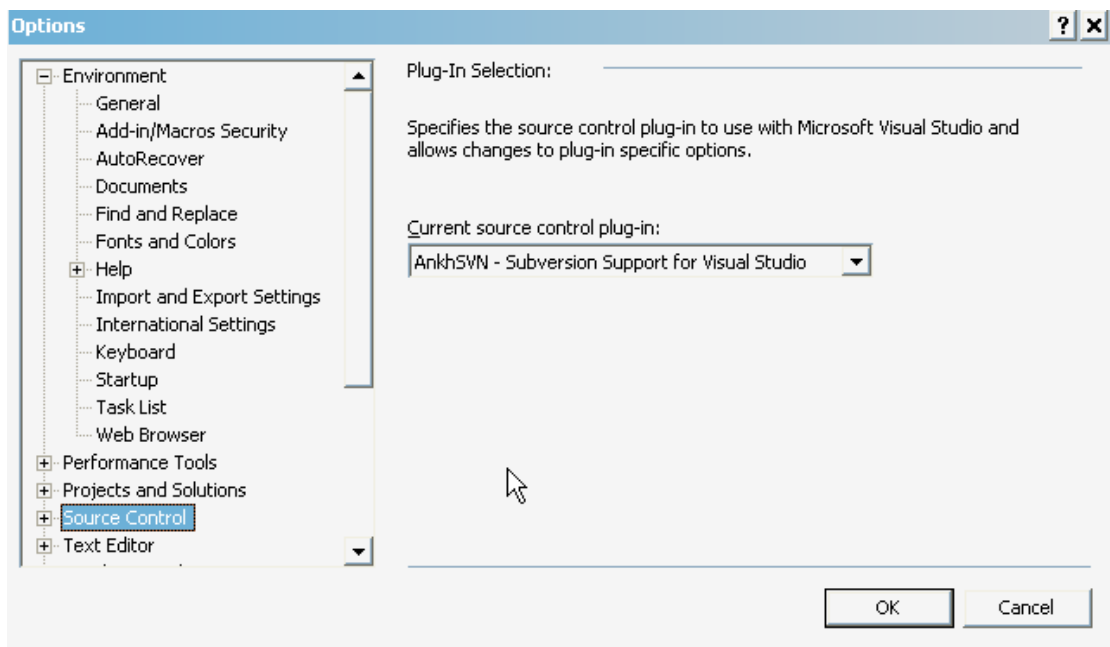 Options
Environment
General
Add-in/Macros Security
AutoRecover
Documents
Find and Replace
Fonts and Colors
Help
Import and Export Settings
International Settings
Keyboard
Startup
Task List
Web Browser
Performance Tools
Projects and Solutions
Source Control
Text Editor
Plug-In Selection:
Specifies the source control plug-in to use with Microsoft Visual Studio and
allows changes to plug-in specific options.
Current source control plug-in:
AnkhSVN - Subversion Support for Visual Studio
OK
Cancel